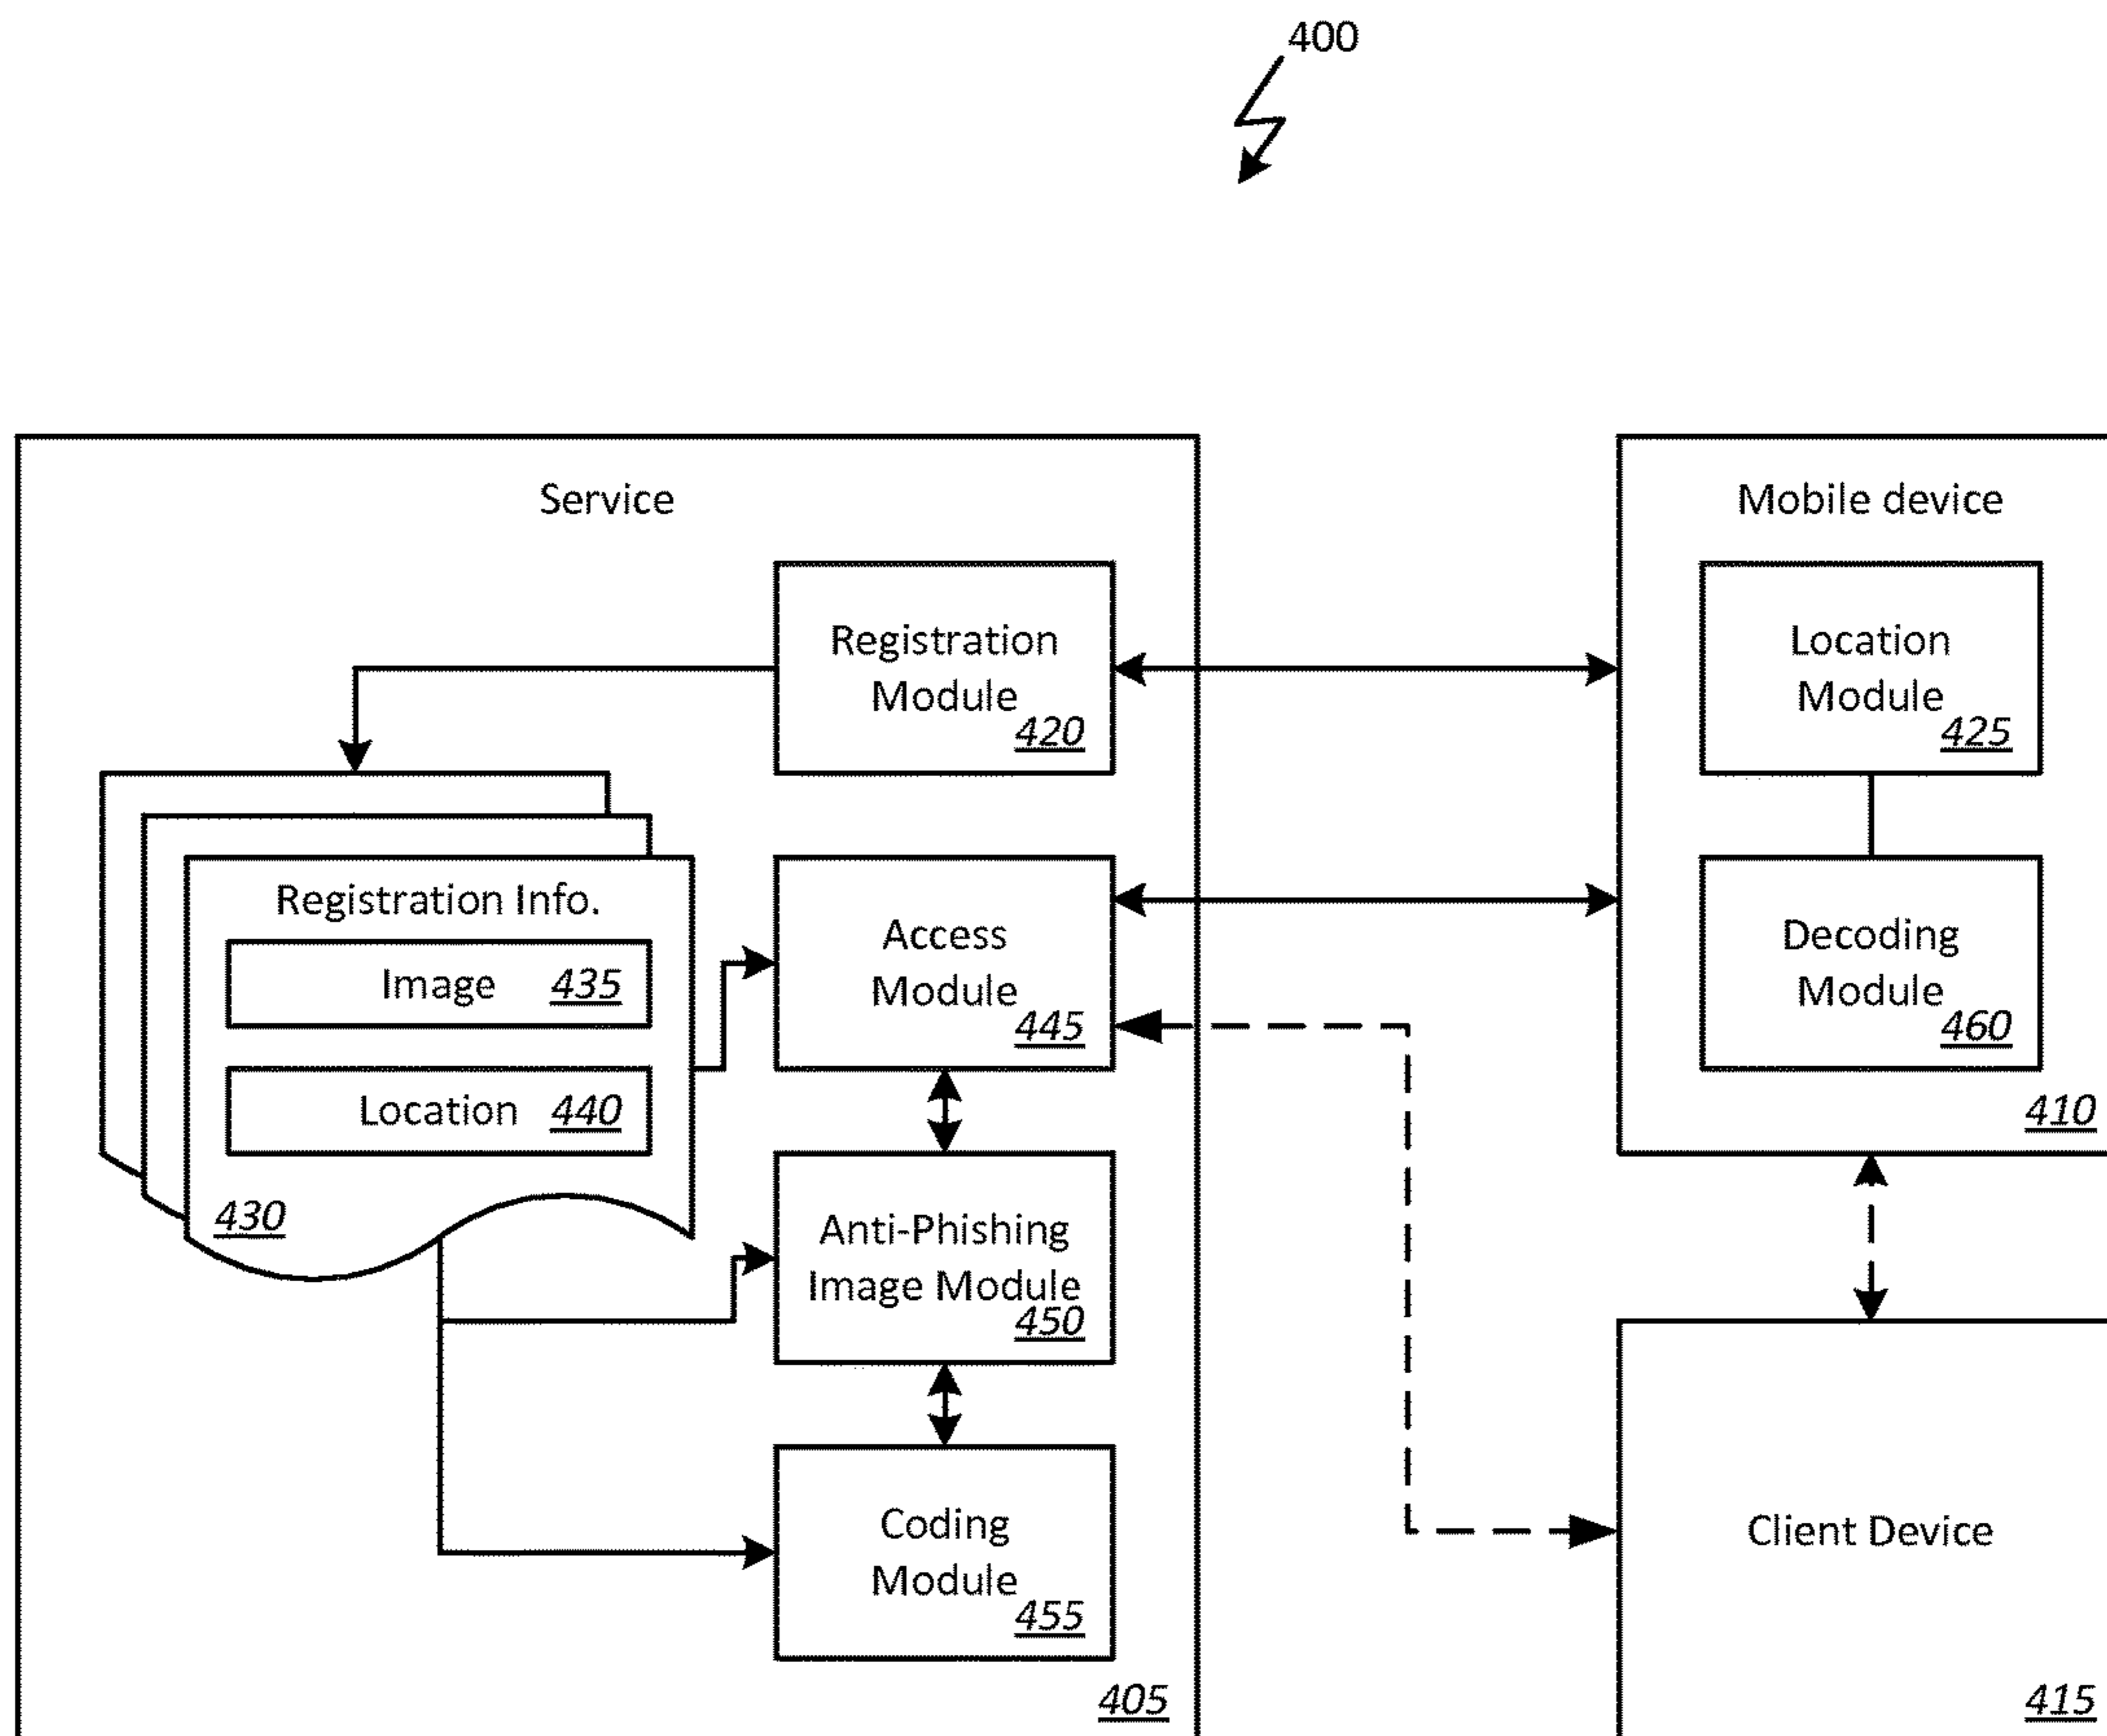 400
Service
Registration
Module
420
Registration Info.
Image 435
Location 440
430
Access
Module
445
Anti-Phishing
Image Module
450
Coding
Module
455
405
Mobile device
Location
Module
425
Decoding
Module
460
410
Client Device
415